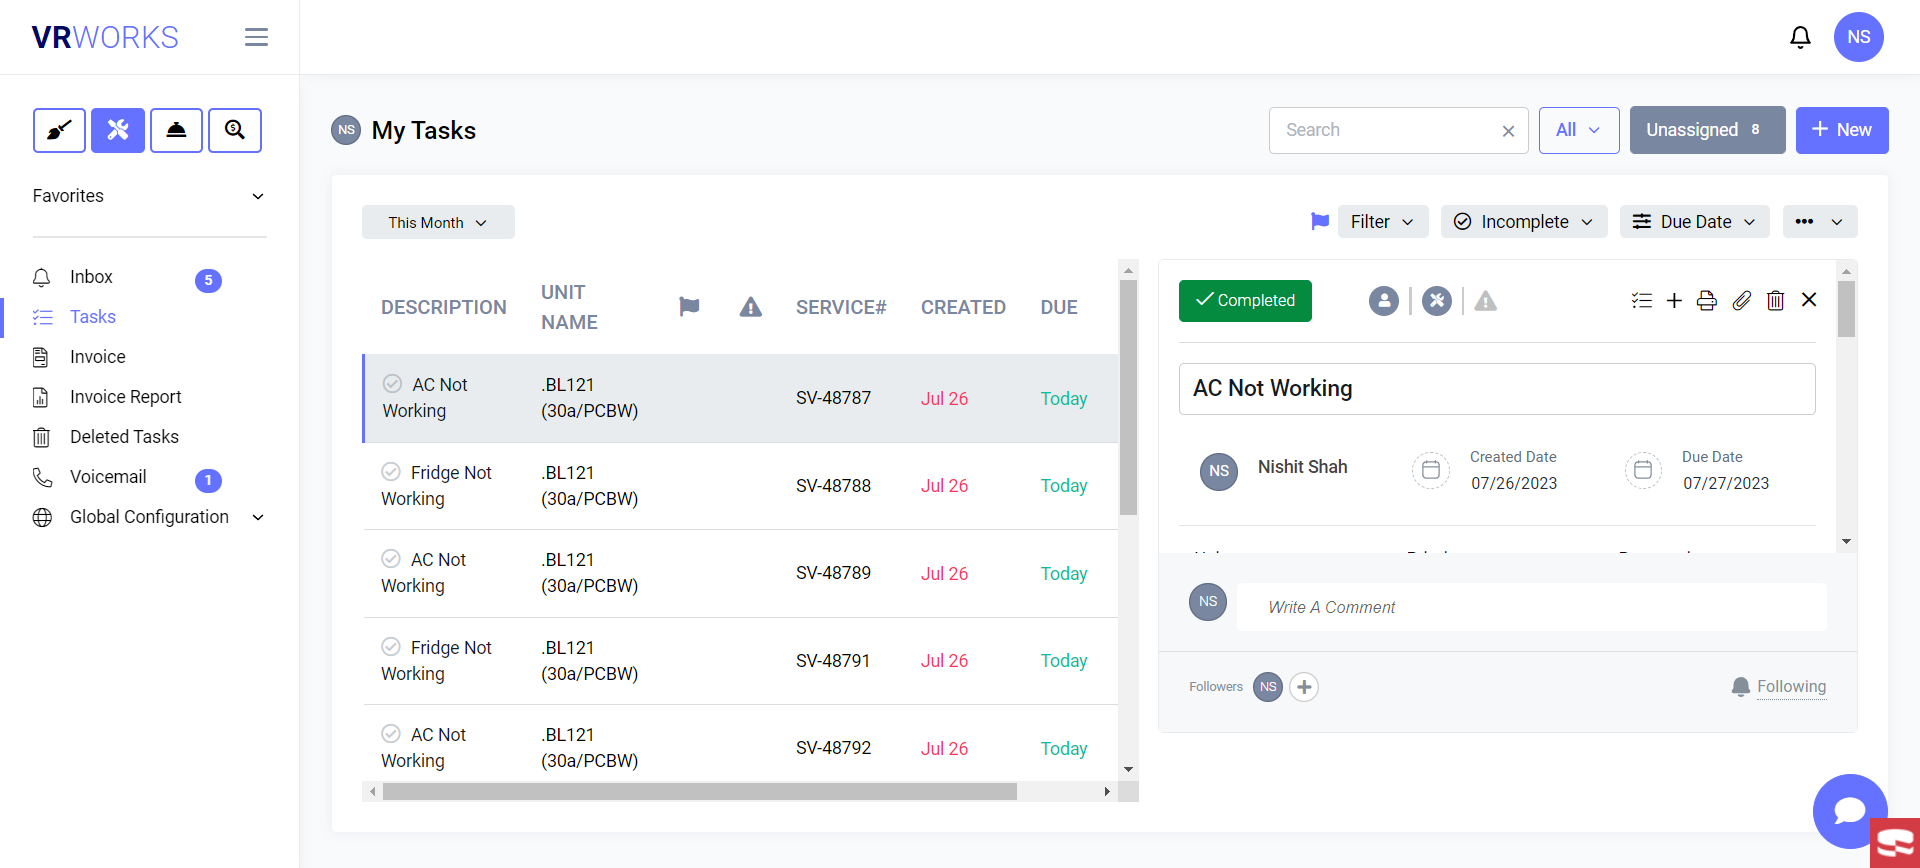 VRWORKS
NS
Favorites
Inbox 5
Tasks
Invoice
Invoice Report
Deleted Tasks
Voicemail 1
Global Configuration
NS My Tasks
Search
All
Unassigned 8
+ New
This Month
Filter
Incomplete
Due Date
DESCRIPTION
UNIT
NAME
SERVICE#
CREATED
DUE
AC Not
Working
.BL121
(30a/PCBW)
SV-48787
Jul 26
Today
Fridge Not
Working
.BL121
(30a/PCBW)
SV-48788
Jul 26
Today
AC Not
Working
.BL121
(30a/PCBW)
SV-48789
Jul 26
Today
Fridge Not
Working
.BL121
(30a/PCBW)
SV-48791
Jul 26
Today
AC Not
Working
.BL121
(30a/PCBW)
SV-48792
Jul 26
Today
Completed
AC Not Working
NS
Nishit Shah
Created Date
07/26/2023
Due Date
07/27/2023
NS
Write A Comment
Followers NS
Following